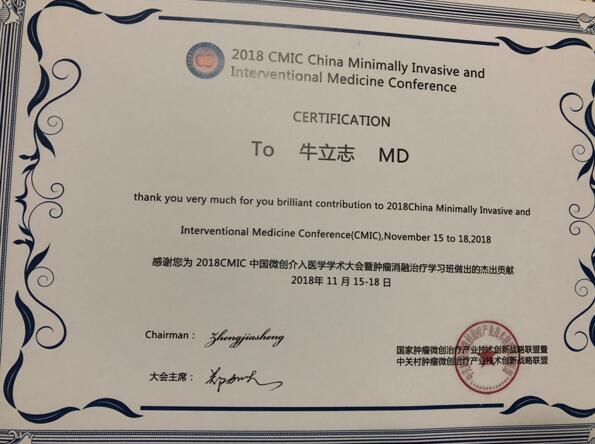 2018 CMIC China Minimally Invasive and
Interventional Medicine Conference
CERTIFICATION
To 牛立志 MD
thank you very much for you brilliant contribution to 2018China Minimally Invasive and
Interventional Medicine Conference(CMIC),November 15 to 18,2018
感谢您为 2018CMIC 中国微创介入医学学术大会暨肿瘤消融治疗学习班做出的杰出贡献
2018年 11 月 15-18 日
Chairman : Zhengjiasheng
国家肿瘤微创治疗产业技术创新战略联盟暨
中关村肿瘤微创治疗产业技术创新战略联盟
大会主席：